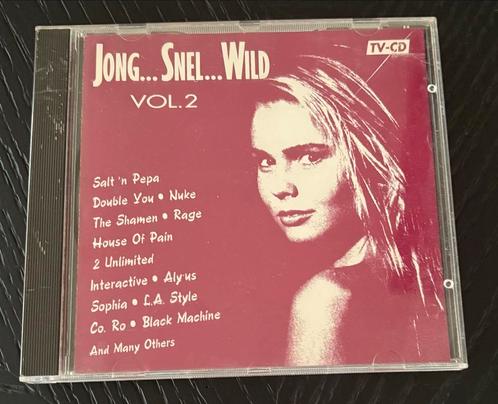 JONG... SNEL... WILD
TV-CD
VOL.2
Salt 'n Pepa
Double You • Nuke
The Shamen • Rage
House Of Pain
2 Unlimited
Interactive • Aly-us
Sophia • L.A. Style
Co. Ro • Black Machine
And Many Others